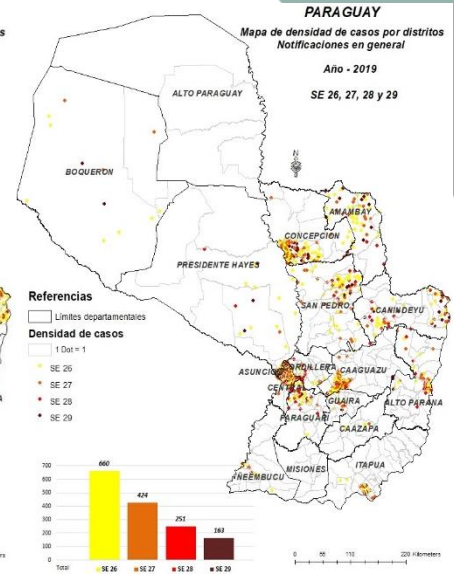 PARAGUAY
Mapa de densidad de casos por distritos
Notificaciones en general
Año - 2019
SE 26, 27, 28 y 29
N
ALTO PARAGUAY
BOQUERON
AMAMBAY
CONCEPCION
PRESIDENTE HAYES
SAN PEDRO
CANINDEYU
ASUNCION
CORDILLERA
CAAGUAZU
CENTRAL
GUAIRA
ALTO PARANA
PARAGUARI
CAAZAPA
ÑEEMBUCU
MISIONES
ITAPUA
Referencias
Límites departamentales
Densidad de casos
1 Dot = 1
SE 26
SE 27
SE 28
SE 29
700
600
500
400
300
200
100
0
660
424
251
163
Total
SE 26
SE 27
SE 28
SE 29
0 55 110 220 Kilometers